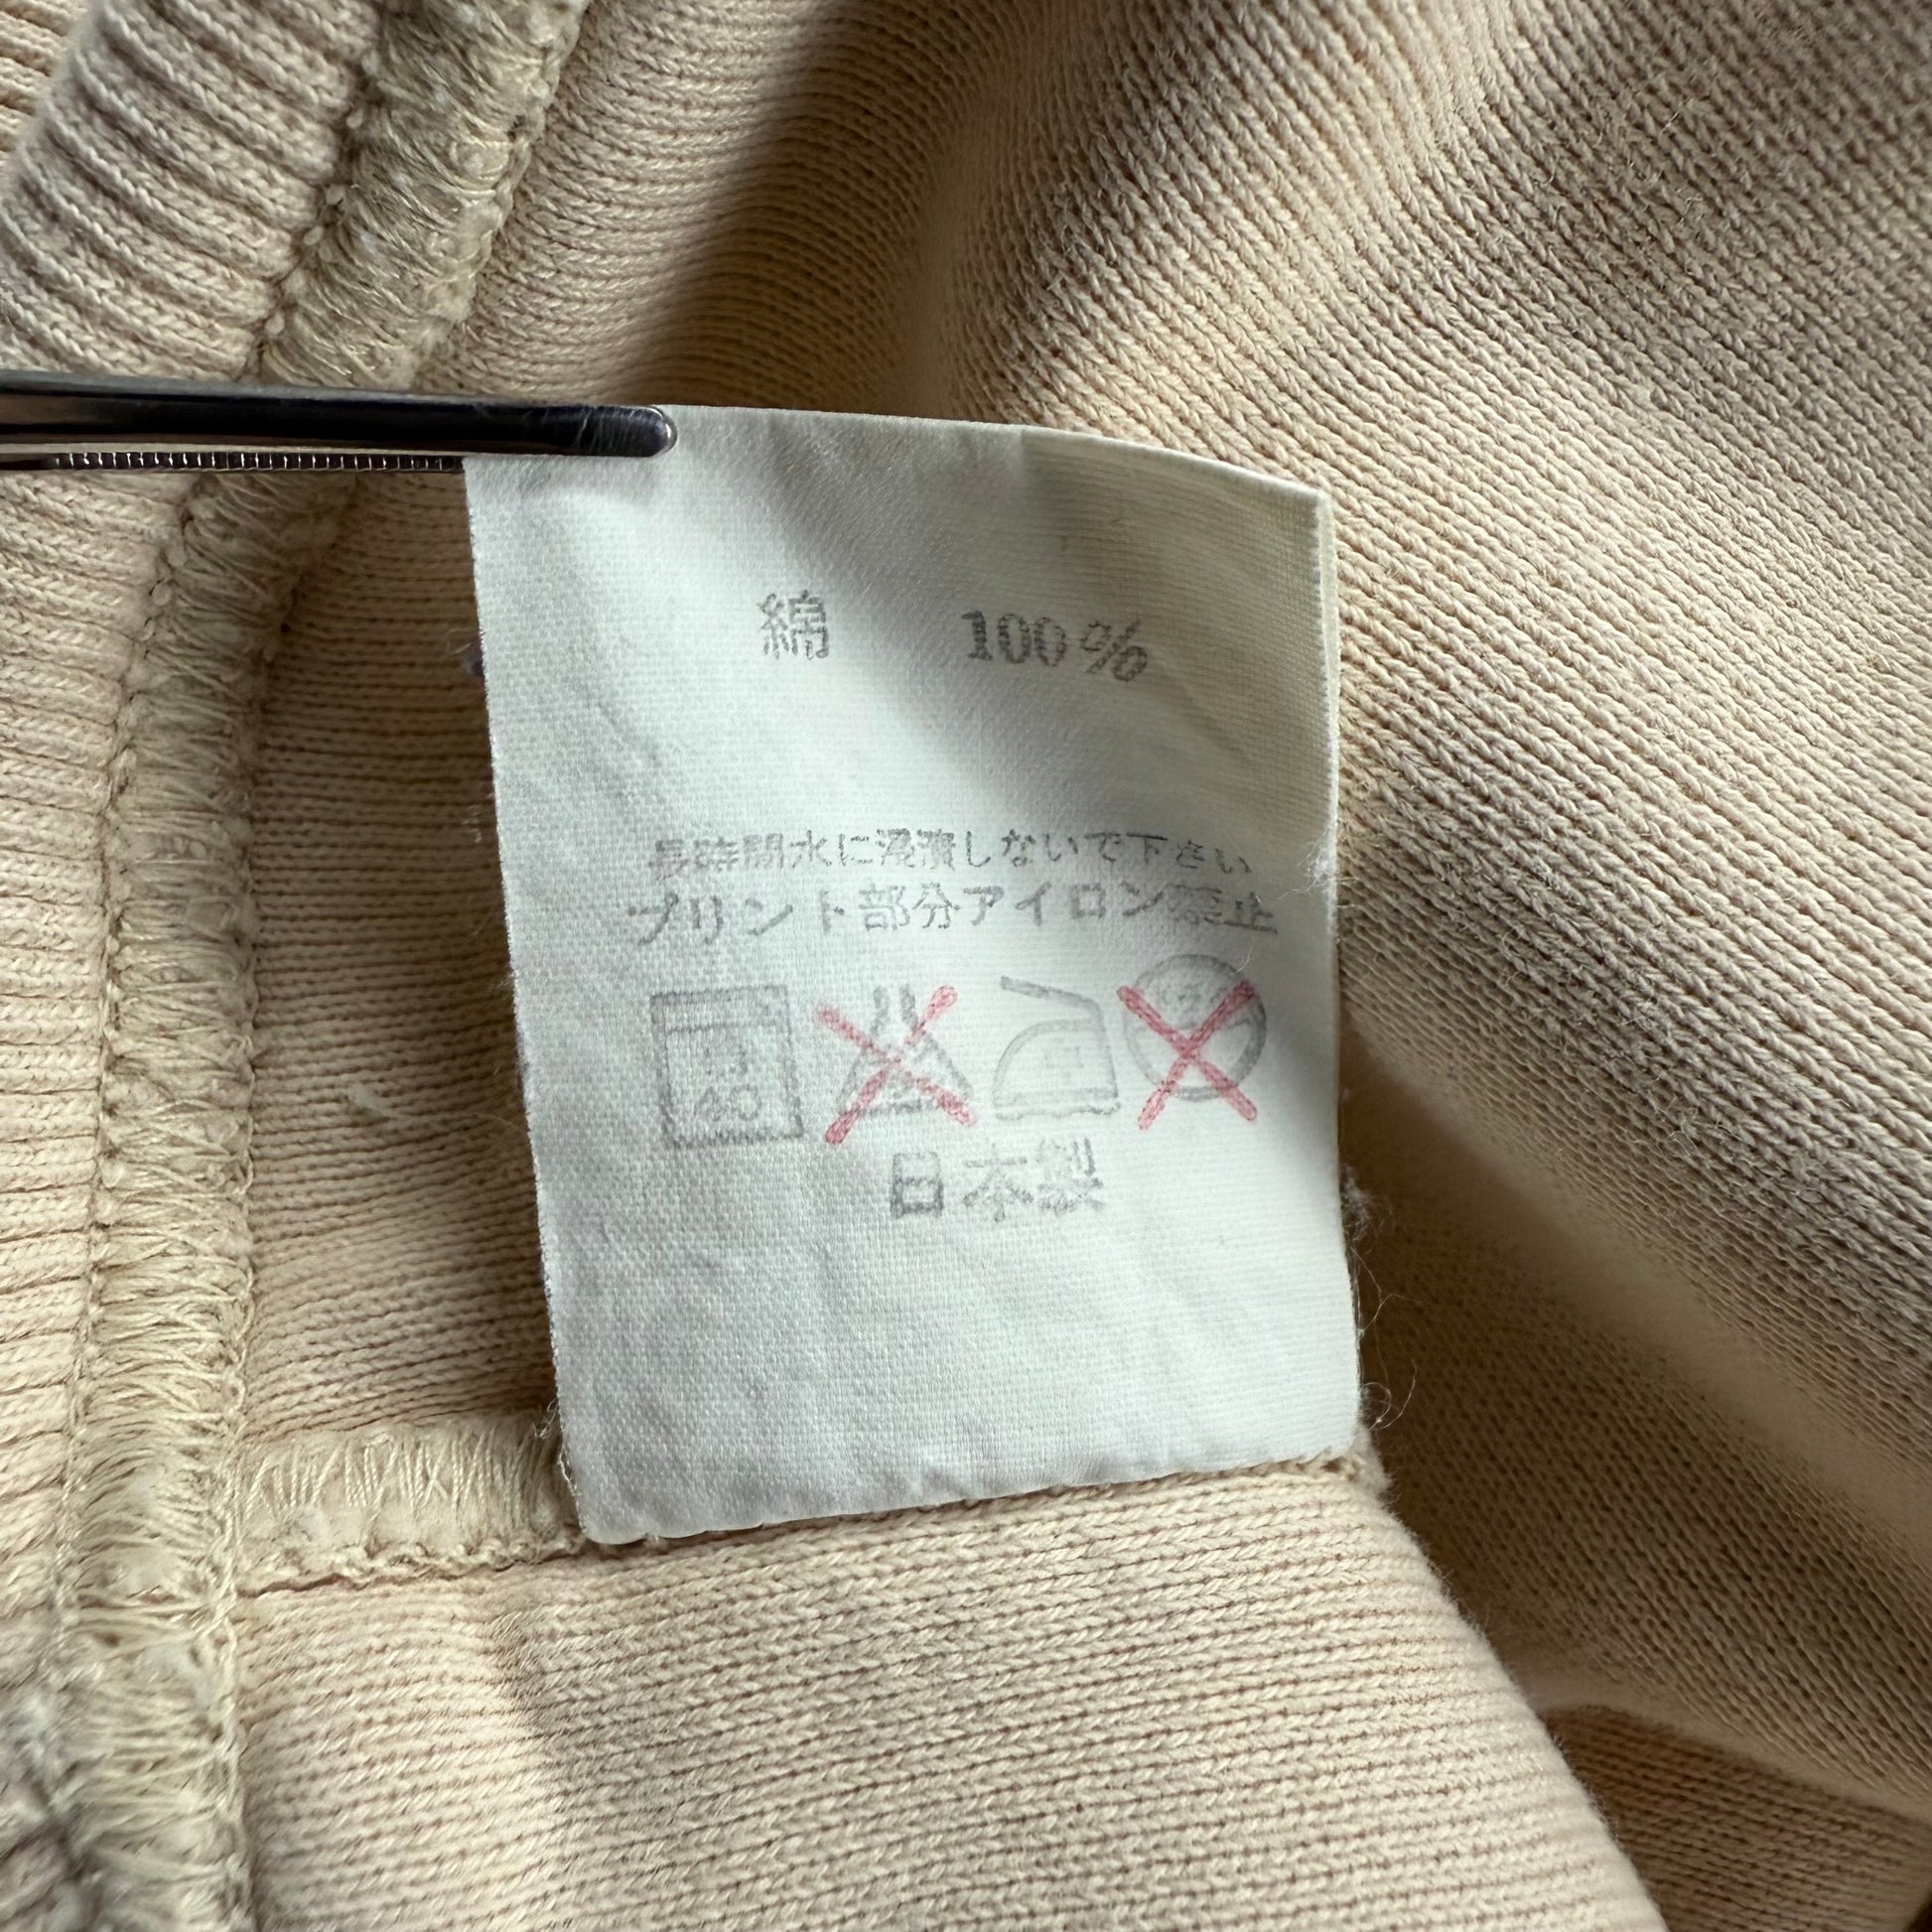 綿 100%
長時間水に浸漬しないで下さい
プリント部分アイロン禁止
40
日本製